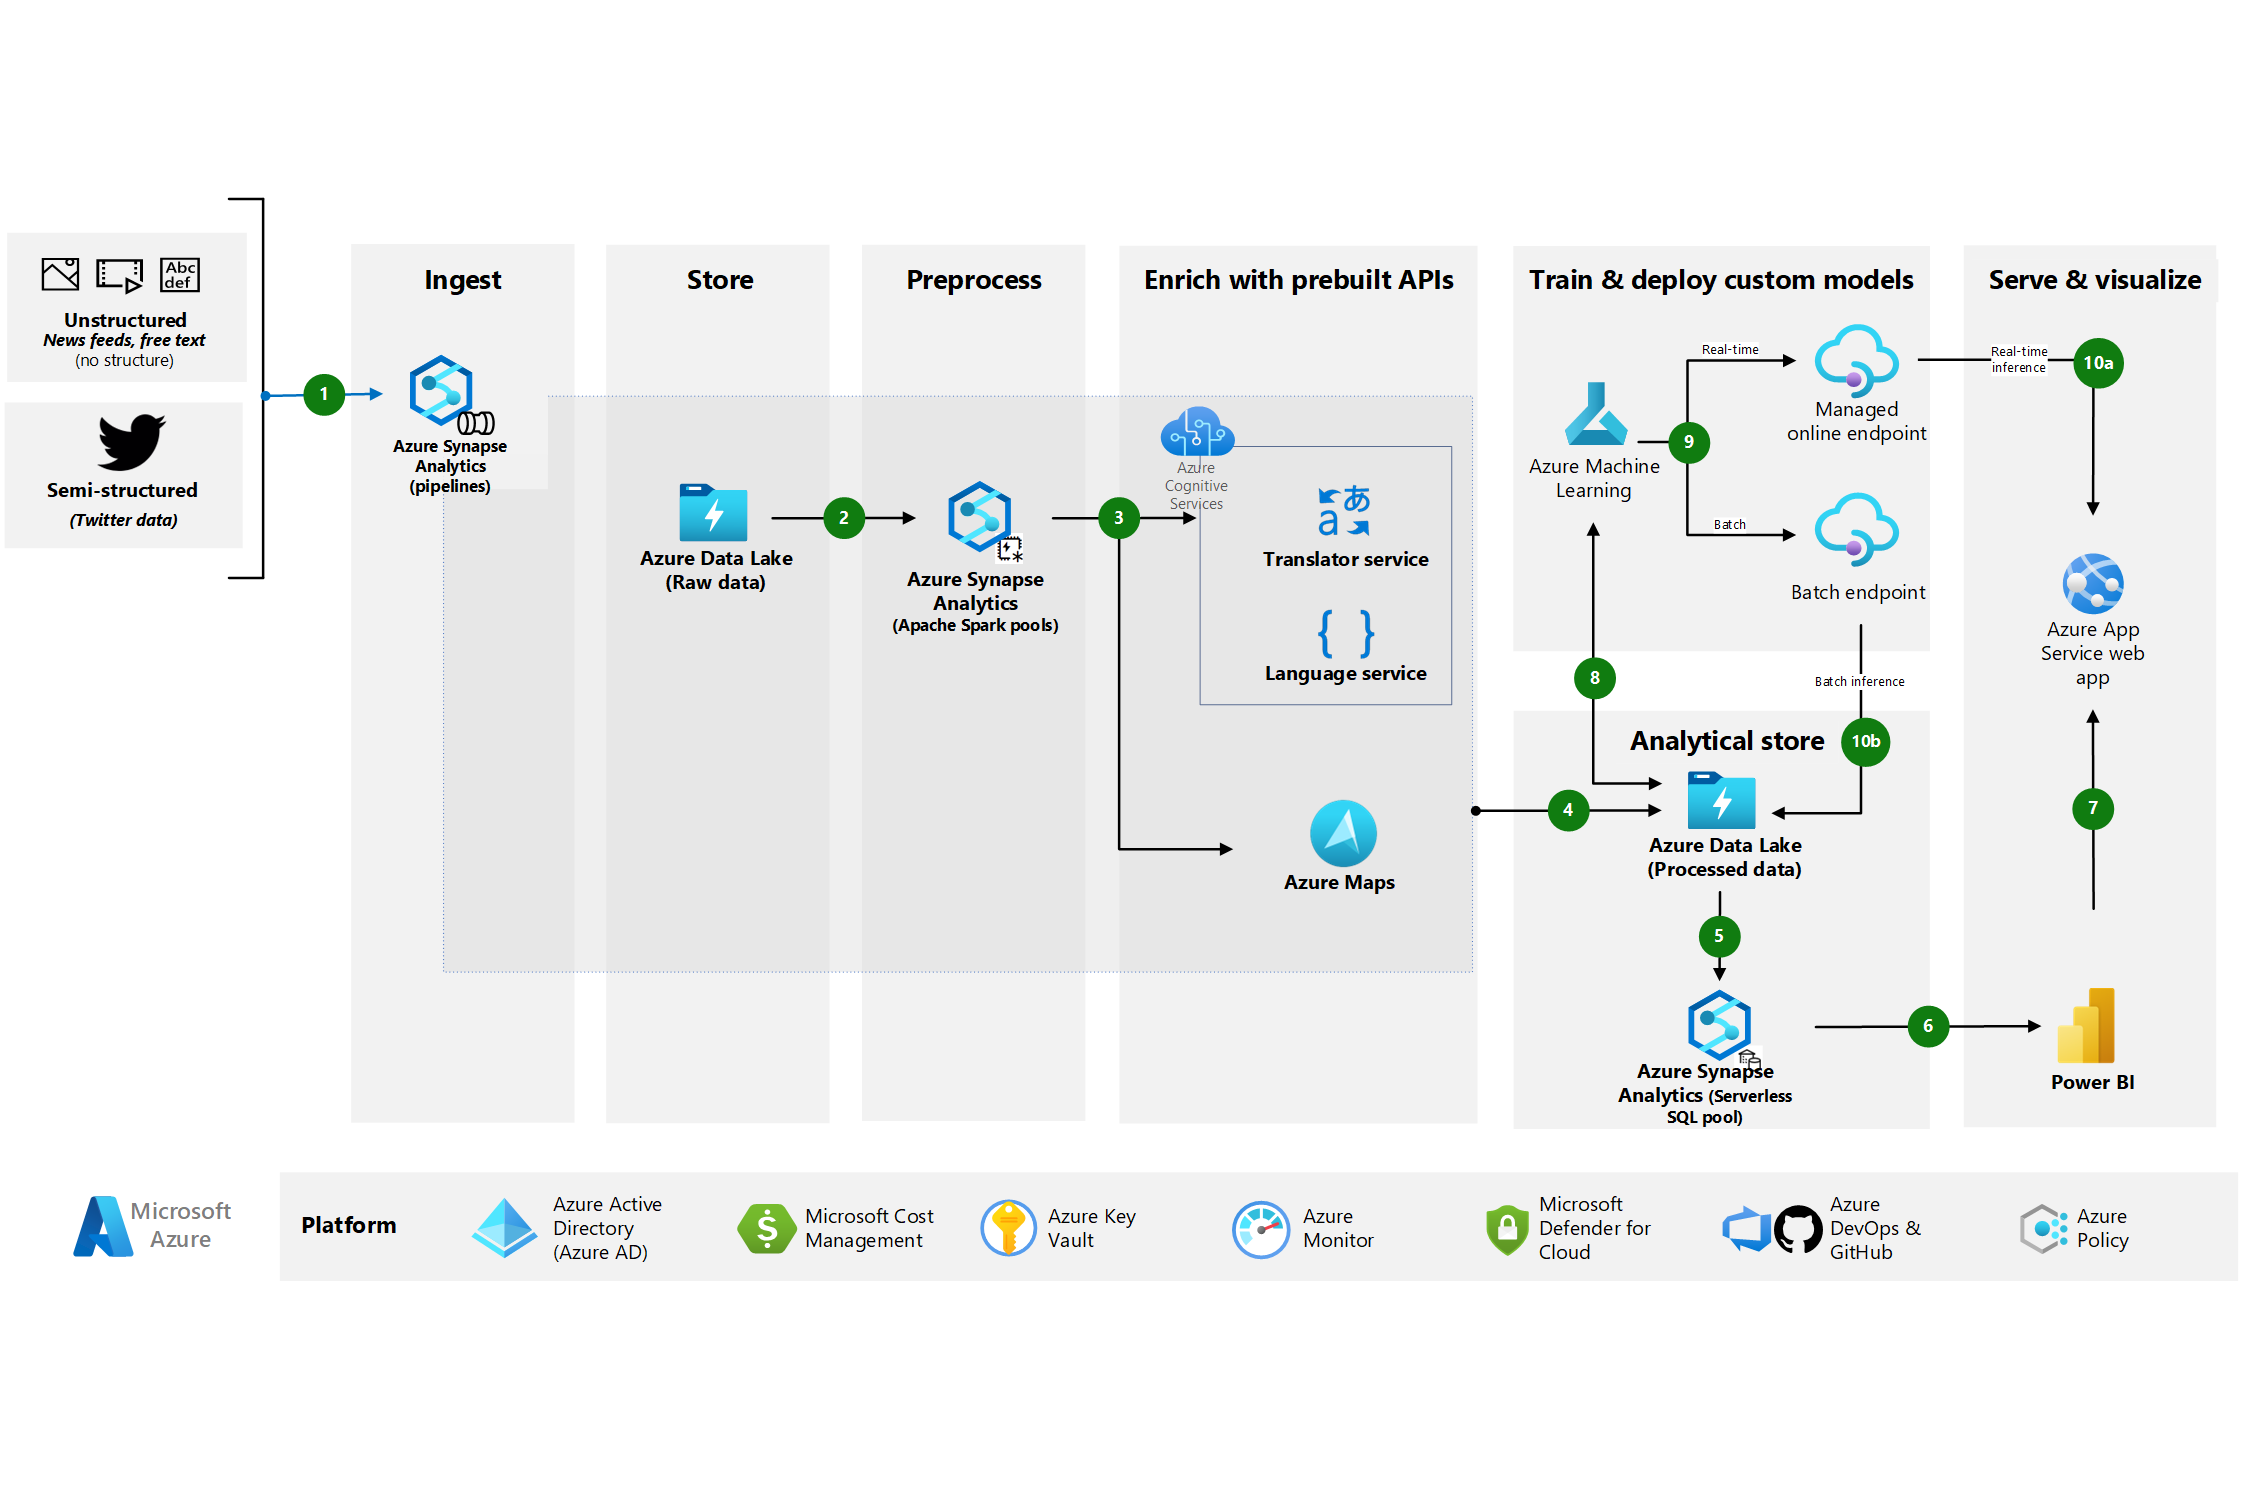 Abc
def
Unstructured
News feeds, free text
(no structure)
Semi-structured
(Twitter data)
1
Ingest
Azure Synapse
Analytics
(pipelines)
Store
Azure Data Lake
(Raw data)
2
Preprocess
Azure Synapse
Analytics
(Apache Spark pools)
3
Enrich with prebuilt APIs
Azure
Cognitive
Services
あ
a
Translator service
{ }
Language service
Azure Maps
4
Train & deploy custom models
Azure Machine
Learning
9
Real-time
Batch
Managed
online endpoint
Batch endpoint
8
Batch inference
10b
Analytical store
Azure Data Lake
(Processed data)
5
Azure Synapse
Analytics (Serverless
SQL pool)
6
Serve & visualize
Real-time
inference
10a
Azure App
Service web
app
7
Power BI
Microsoft
Azure
Platform
Azure Active
Directory
(Azure AD)
$
Microsoft Cost
Management
Azure Key
Vault
Azure
Monitor
Microsoft
Defender for
Cloud
Azure
DevOps &
GitHub
Azure
Policy